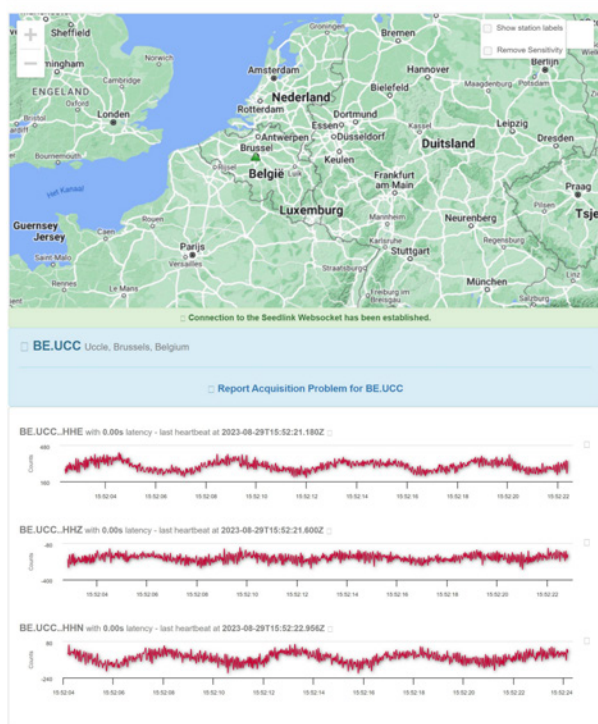 Groningen
Sheffield
Bremen
Show station labels
Remove Sensitivity
Norwich
Berlin
Amsterdam
Hannover
Cambridge
Nederland
Bielefeld
Magdeburg
Potsdam
ENGELAND
Oxford
Rotterdam
Londen
Essen
Dortmund
Kassel
Leipzig
Bristol
Antwerpen
Düsseldorf
Dresden
Bournemouth
Brussel
Keulen
Duitsland
Rijsel
België
Luik
Het Kanaal
Frankfurt
am Main
Praag
Luxemburg
Pilsen
Guernsey
Jersey
Caen
Rouen
Mannheim
Neurenberg
Tsje
Parijs
Karlsruhe
Regensburg
Saint Malo
Versailles
Stuttgart
Straatsburg
Rennes
Le Mans
München
Linz
Freiburg im
Breisgau
Salzburg
Connection to the Seedlink Websocket has been established.
BE.UCC Uccle, Brussels, Belgium
Report Acquisition Problem for BE.UCC
BE.UCC..HHE with 0.00s latency - last heartbeat at 2023-08-29T15:52:21.180Z
480
Counts
160
15:52:04 15:52:06 15:52:08 15:52:10 15:52:12 15:52:14 15:52:16 15:52:18 15:52:20 15:52:22
BE.UCC..HHZ with 0.00s latency - last heartbeat at 2023-08-29T15:52:21.600Z
-80
Counts
-400
15:52:04 15:52:06 15:52:08 15:52:10 15:52:12 15:52:14 15:52:16 15:52:18 15:52:20 15:52:22
BE.UCC..HHN with 0.00s latency - last heartbeat at 2023-08-29T15:52:22.956Z
80
Counts
-240
15:52:04 15:52:06 15:52:08 15:52:10 15:52:12 15:52:14 15:52:16 15:52:18 15:52:20 15:52:22 15:52:24